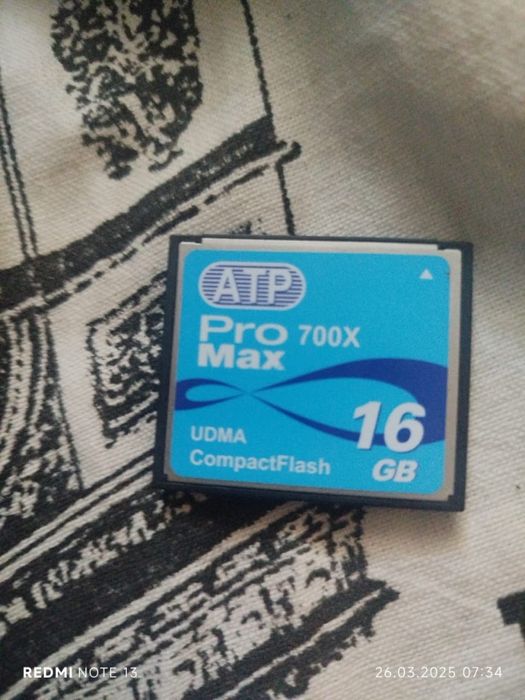 ATP
Pro 700X
Max
16
UDMA
CompactFlash
GB
REDMI NOTE 13
26.03.2025 07:34